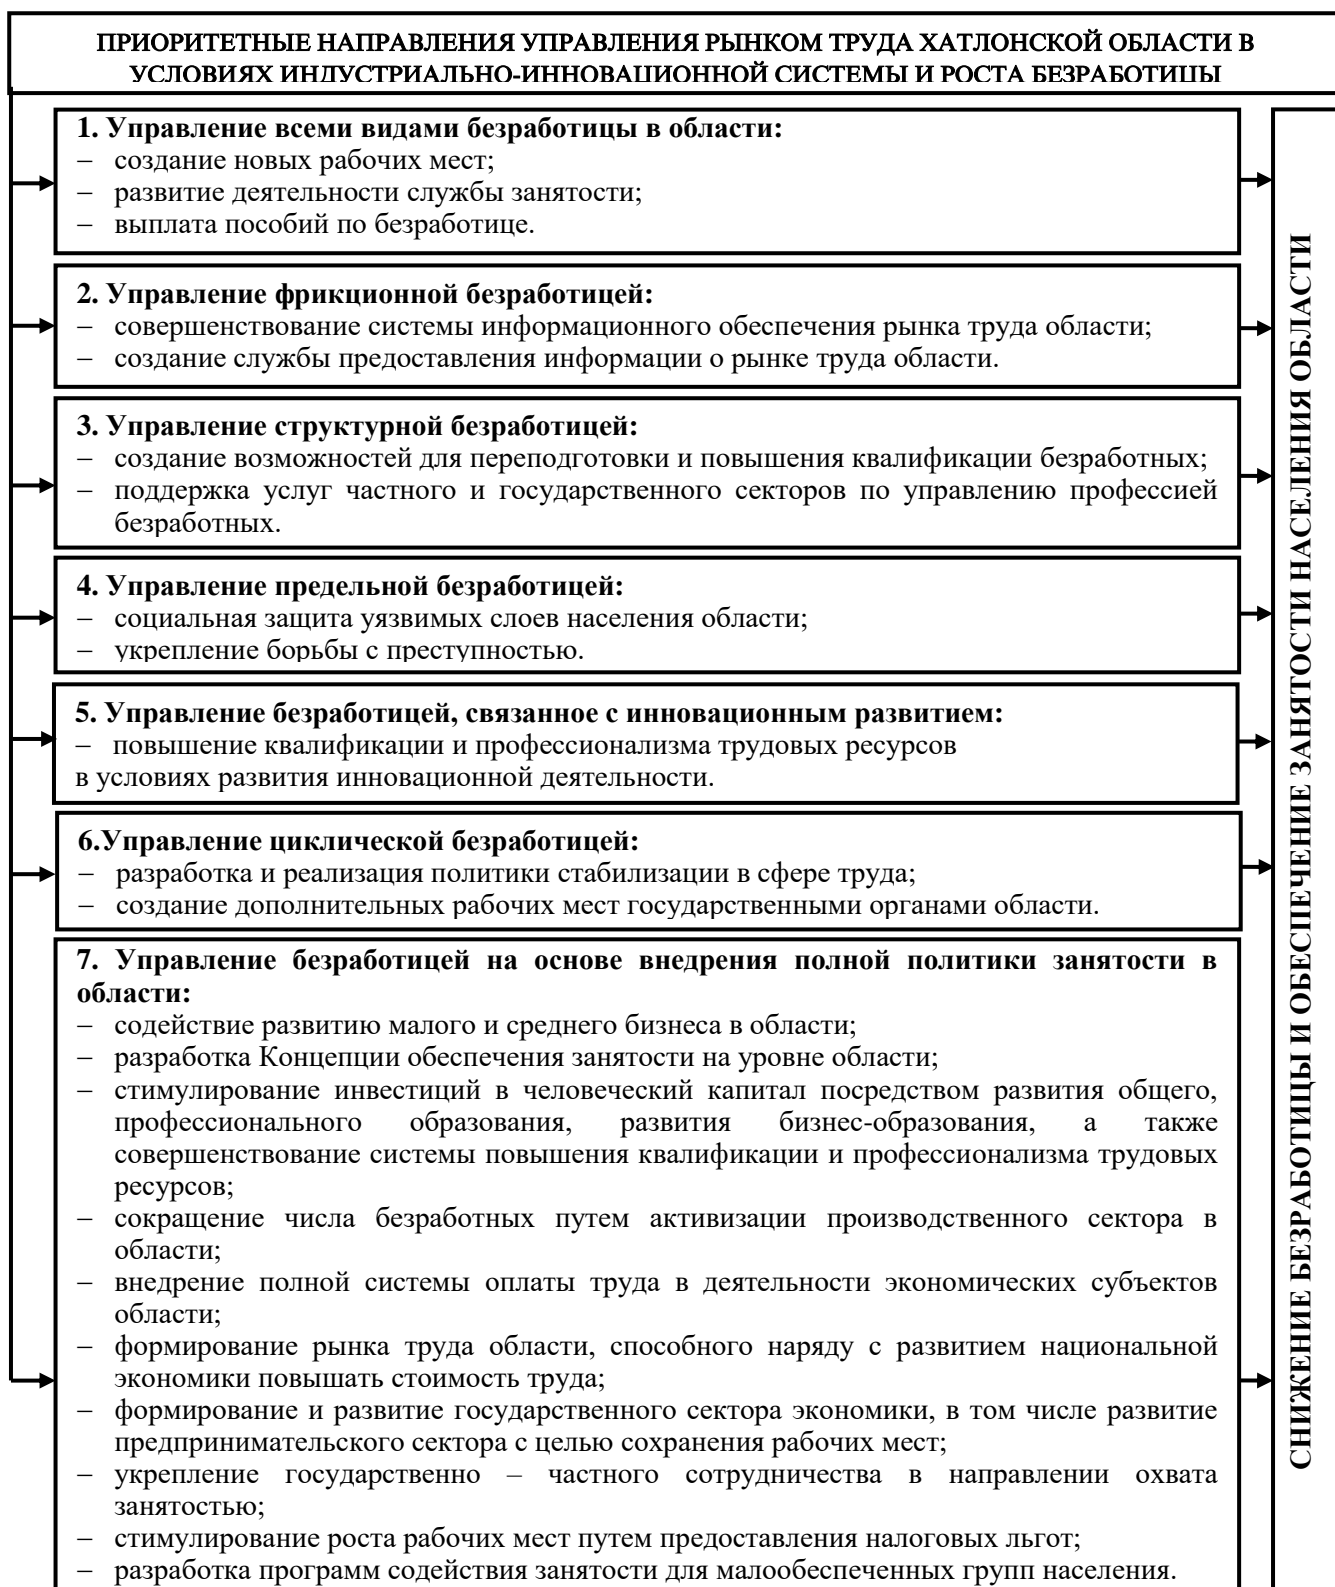 ПРИОРИТЕТНЫЕ НАПРАВЛЕНИЯ УПРАВЛЕНИЯ РЫНКОМ ТРУДА ХАТЛОНСКОЙ ОБЛАСТИ В
УСЛОВИЯХ ИНДУСТРИАЛЬНО-ИННОВАЦИОННОЙ СИСТЕМЫ И РОСТА БЕЗРАБОТИЦЫ
1. Управление всеми видами безработицы в области:
– создание новых рабочих мест;
– развитие деятельности службы занятости;
– выплата пособий по безработице.
2. Управление фрикционной безработицей:
– совершенствование системы информационного обеспечения рынка труда области;
– создание службы предоставления информации о рынке труда области.
3. Управление структурной безработицей:
– создание возможностей для переподготовки и повышения квалификации безработных;
– поддержка услуг частного и государственного секторов по управлению профессией
безработных.
4. Управление предельной безработицей:
– социальная защита уязвимых слоев населения области;
– укрепление борьбы с преступностью.
5. Управление безработицей, связанное с инновационным развитием:
– повышение квалификации и профессионализма трудовых ресурсов
в условиях развития инновационной деятельности.
6.Управление циклической безработицей:
– разработка и реализация политики стабилизации в сфере труда;
– создание дополнительных рабочих мест государственными органами области.
7. Управление безработицей на основе внедрения полной политики занятости в
области:
– содействие развитию малого и среднего бизнеса в области;
– разработка Концепции обеспечения занятости на уровне области;
– стимулирование инвестиций в человеческий капитал посредством развития общего,
профессионального образования, развития бизнес-образования, а также
совершенствование системы повышения квалификации и профессионализма трудовых
ресурсов;
– сокращение числа безработных путем активизации производственного сектора в
области;
– внедрение полной системы оплаты труда в деятельности экономических субъектов
области;
– формирование рынка труда области, способного наряду с развитием национальной
экономики повышать стоимость труда;
– формирование и развитие государственного сектора экономики, в том числе развитие
предпринимательского сектора с целью сохранения рабочих мест;
– укрепление государственно – частного сотрудничества в направлении охвата
занятостью;
– стимулирование роста рабочих мест путем предоставления налоговых льгот;
– разработка программ содействия занятости для малообеспеченных групп населения.
СНИЖЕНИЕ БЕЗРАБОТИЦЫ И ОБЕСПЕЧЕНИЕ ЗАНЯТОСТИ НАСЕЛЕНИЯ ОБЛАСТИ